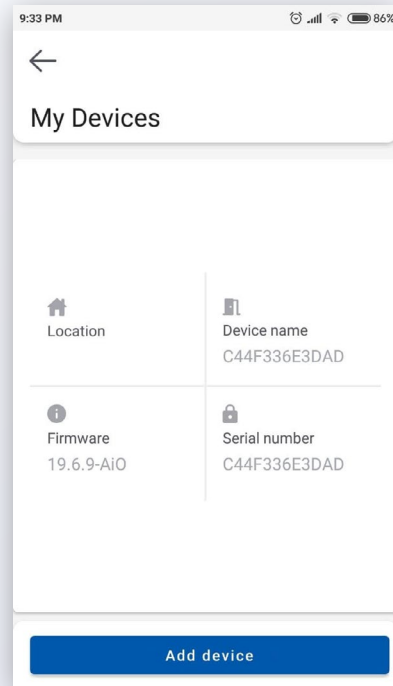 9:33 PM 86%
My Devices
Location
Device name
C44F336E3DAD
Firmware
19.6.9-AiO
Serial number
C44F336E3DAD
Add device